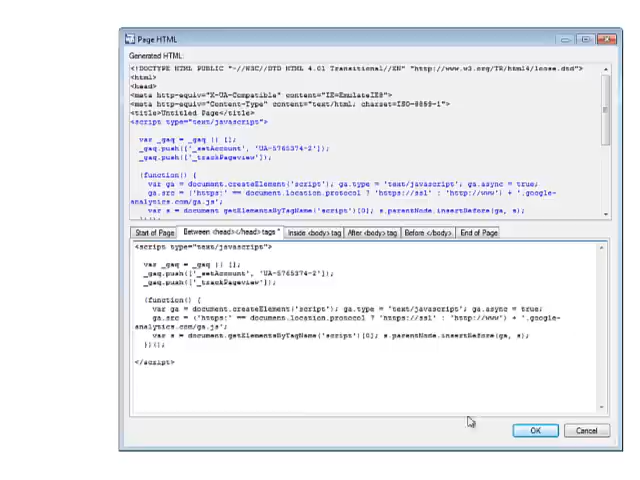 Page HTML
Generated HTML:
<!DOCTYPE HTML PUBLIC "-//W3C//DTD HTML 4.01 Transitional//EN" "http://www.w3.org/TR/html4/loose.dtd">
<html>
<head>
<meta http-equiv="X-UA-Compatible" content="IE=EmulateIE8">
<meta http-equiv="Content-Type" content="text/html; charset=ISO-8859-1">
<title>Untitled Page</title>
<script type="text/javascript">
var _gaq = _gaq || [];
_gaq.push(['_setAccount', 'UA-5765374-2']);
_gaq.push(['_trackPageview']);
(function() {
var ga = document.createElement('script'); ga.type = 'text/javascript'; ga.async = true;
ga.src = ('https:' == document.location.protocol ? 'https://ssl' : 'http://www') + '.google-
analytics.com/ga.js';
var s = document.getElementsByTagName('script')[0]; s.parentNode.insertBefore(ga, s);
Start of Page Between <head></head> tags * Inside <body> tag After <body> tag Before </body> End of Page
<script type="text/javascript">
var _gaq = _gaq || [];
_gaq.push(['_setAccount', 'UA-5765374-2']);
_gaq.push(['_trackPageview']);
(function() {
var ga = document.createElement('script'); ga.type = 'text/javascript'; ga.async = true;
ga.src = ('https:' == document.location.protocol ? 'https://ssl' : 'http://www') + '.google-
analytics.com/ga.js';
var s = document.getElementsByTagName('script')[0]; s.parentNode.insertBefore(ga, s);
})();
</script>
OK Cancel